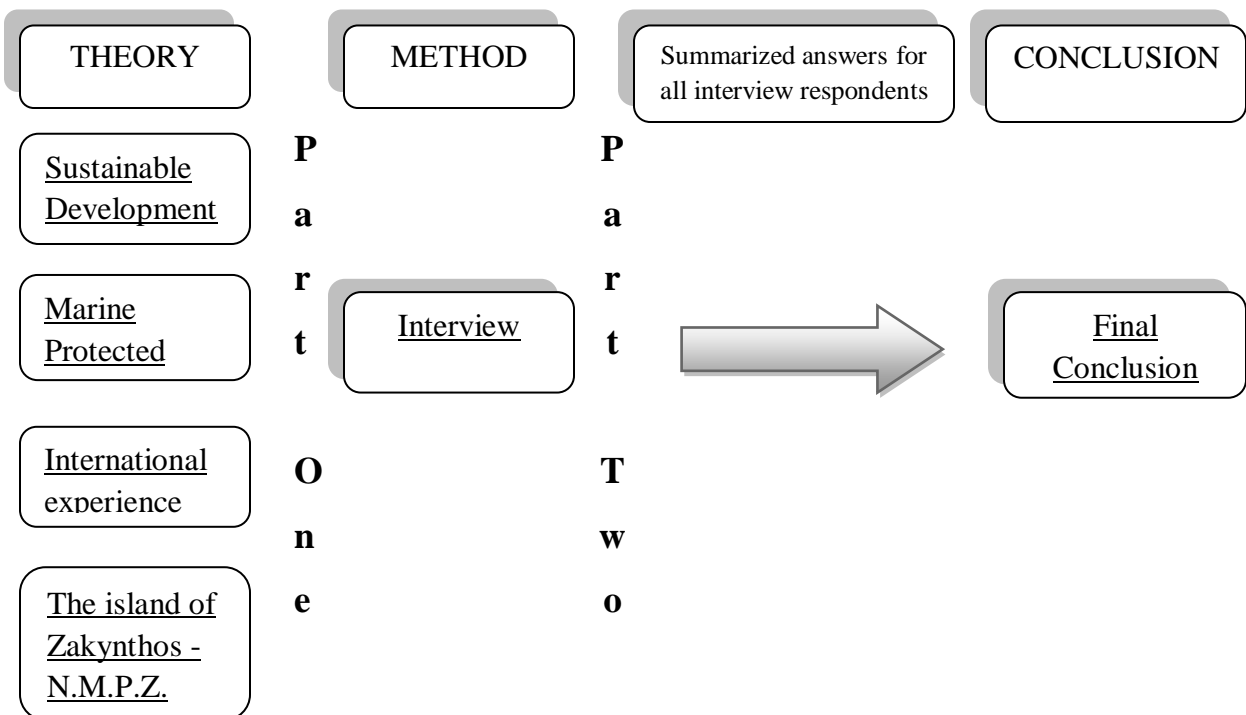 THEORY
METHOD
Summarized answers for
all interview respondents
CONCLUSION
Sustainable
Development
Marine
Protected
International
experience
The island of
Zakynthos -
N.M.P.Z.
P
a
r
t
O
n
e
Interview
P
a
r
t
T
w
o
Final
Conclusion